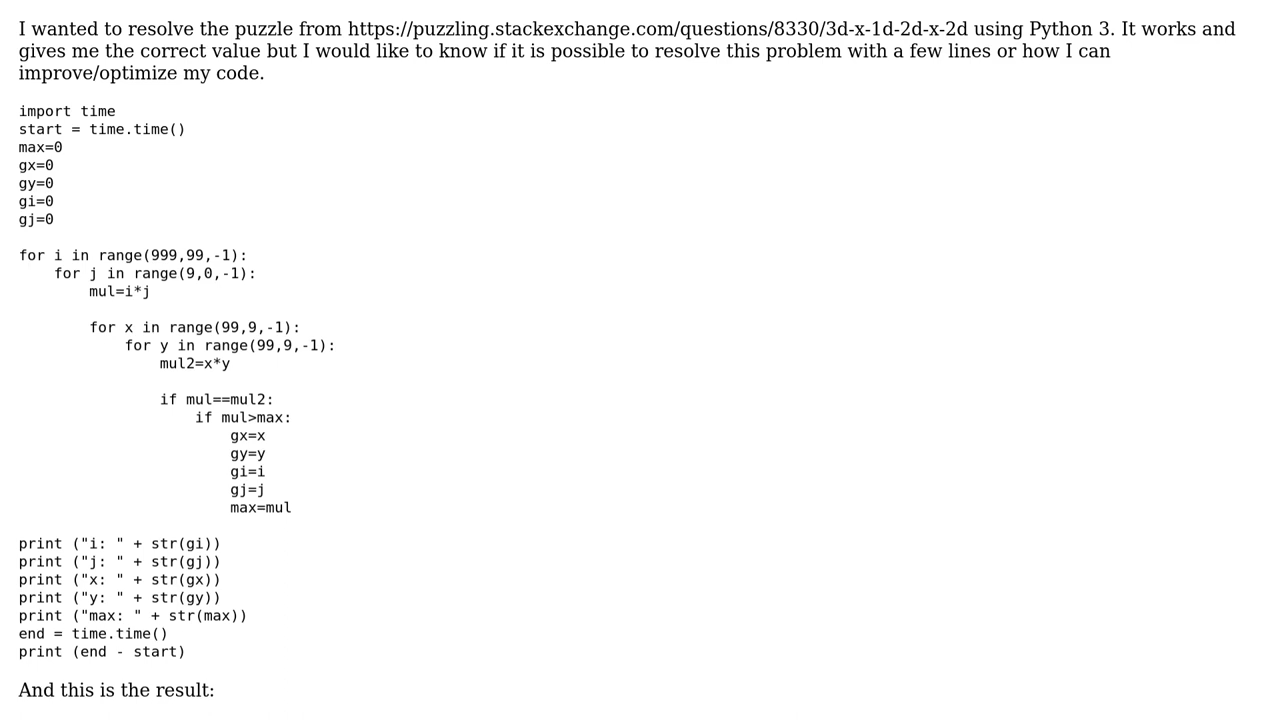 I wanted to resolve the puzzle from https://puzzling.stackexchange.com/questions/8330/3d-x-1d-2d-x-2d using Python 3. It works and
gives me the correct value but I would like to know if it is possible to resolve this problem with a few lines or how I can
improve/optimize my code.
import time
start = time.time()
max=0
gx=0
gy=0
gi=0
gj=0
for i in range(999,99,-1):
    for j in range(9,0,-1):
        mul=i*j
        for x in range(99,9,-1):
            for y in range(99,9,-1):
                mul2=x*y
                if mul==mul2:
                    if mul>max:
                        gx=x
                        gy=y
                        gi=i
                        gj=j
                        max=mul
print ("i: " + str(gi))
print ("j: " + str(gj))
print ("x: " + str(gx))
print ("y: " + str(gy))
print ("max: " + str(max))
end = time.time()
print (end - start)
And this is the result: